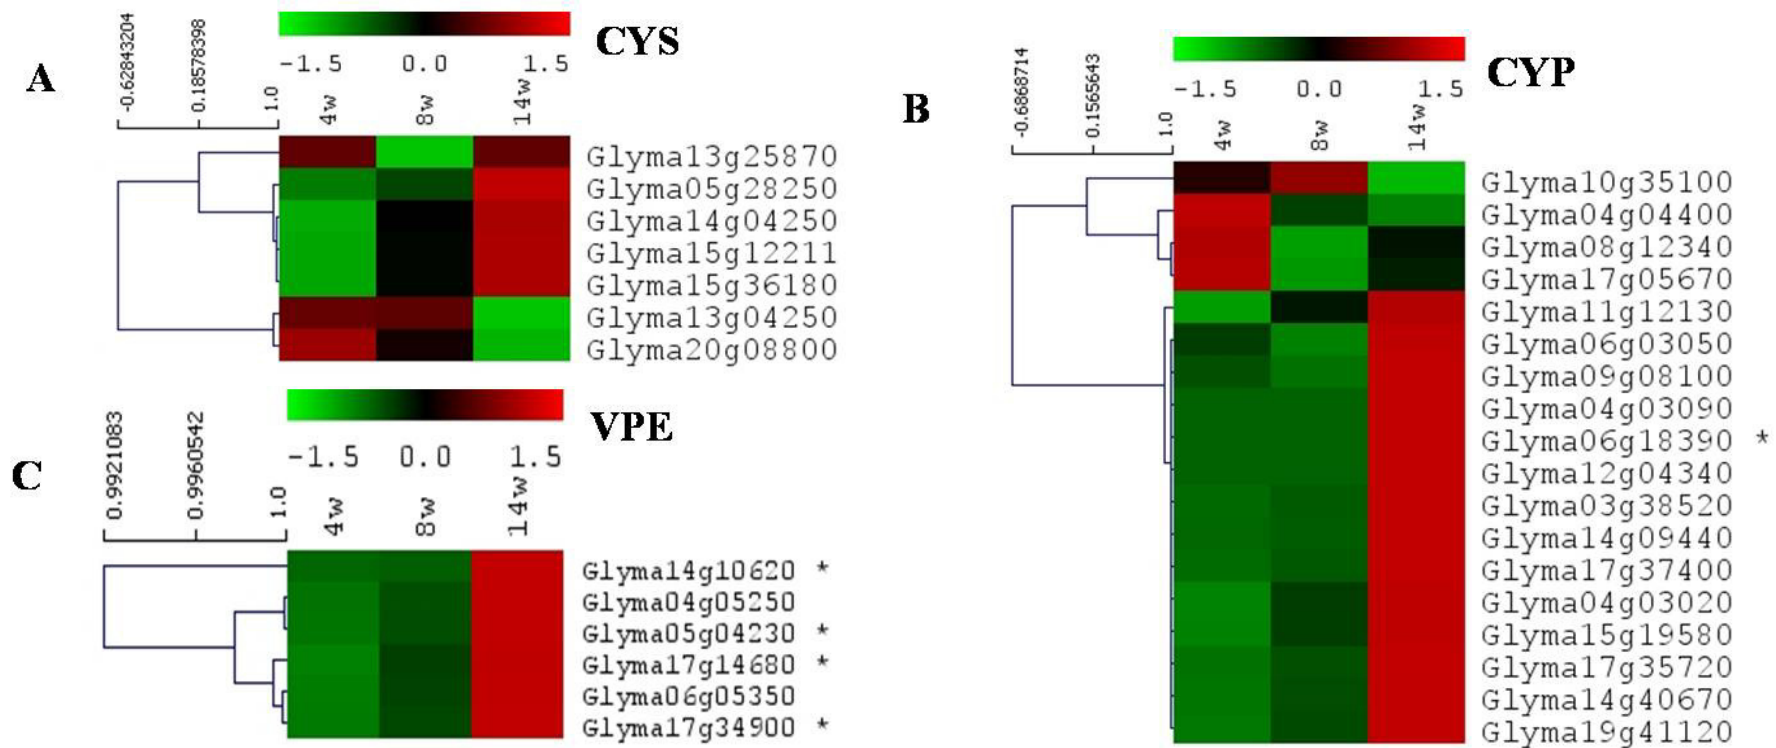 A
CYS
-1.5 0.0 1.5
-0.62843204 0.18578398 1.0
4w 8w 14w
Glyma13g25870
Glyma05g28250
Glyma14g04250
Glyma15g12211
Glyma15g36180
Glyma13g04250
Glyma20g08800
B
CYP
-1.5 0.0 1.5
-0.6868714 0.1565643 1.0
4w 8w 14w
Glyma10g35100
Glyma04g04400
Glyma08g12340
Glyma17g05670
Glyma11g12130
Glyma06g03050
Glyma09g08100
Glyma04g03090
Glyma06g18390 *
Glyma12g04340
Glyma03g38520
Glyma14g09440
Glyma17g37400
Glyma04g03020
Glyma15g19580
Glyma17g35720
Glyma14g40670
Glyma19g41120
C
VPE
-1.5 0.0 1.5
0.9921083 0.9960542 1.0
4w 8w 14w
Glyma14g10620 *
Glyma04g05250
Glyma05g04230 *
Glyma17g14680 *
Glyma06g05350
Glyma17g34900 *